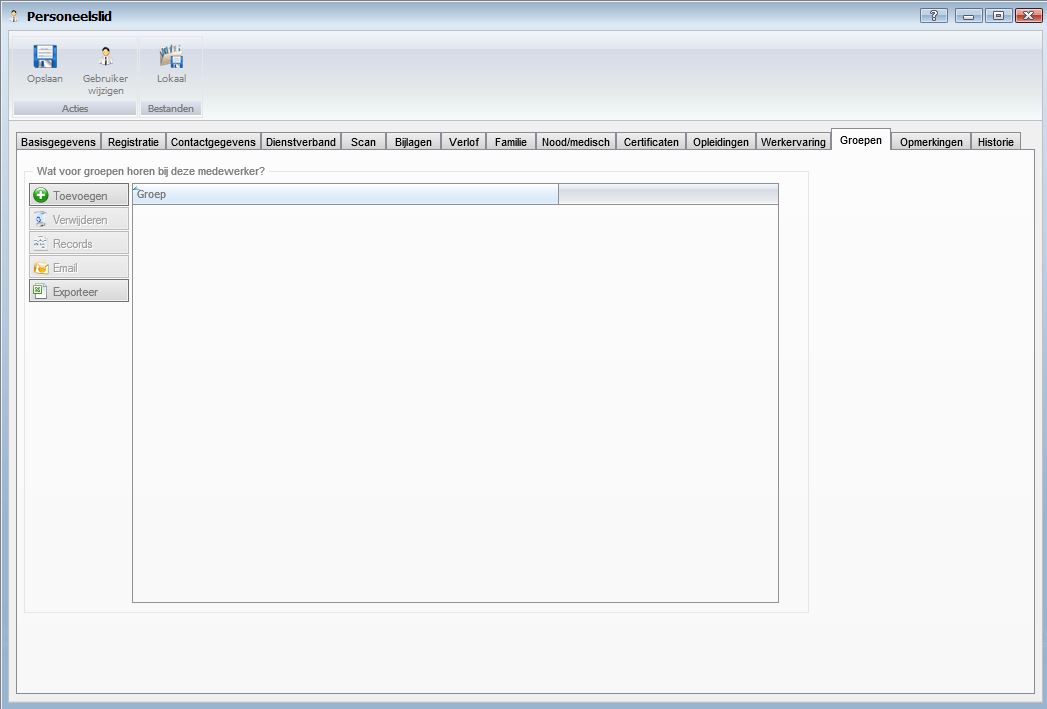 Personeelslid
?
Opslaan
Gebruiker
wijzigen
Lokaal
Acties
Bestanden
Basisgegevens Registratie Contactgegevens Dienstverband Scan Bijlagen Verlof Familie Nood/medisch Certificaten Opleidingen Werkervaring Groepen Opmerkingen Historie
Wat voor groepen horen bij deze medewerker?
Toevoegen
Verwijderen
Records
Email
Exporteer
Groep